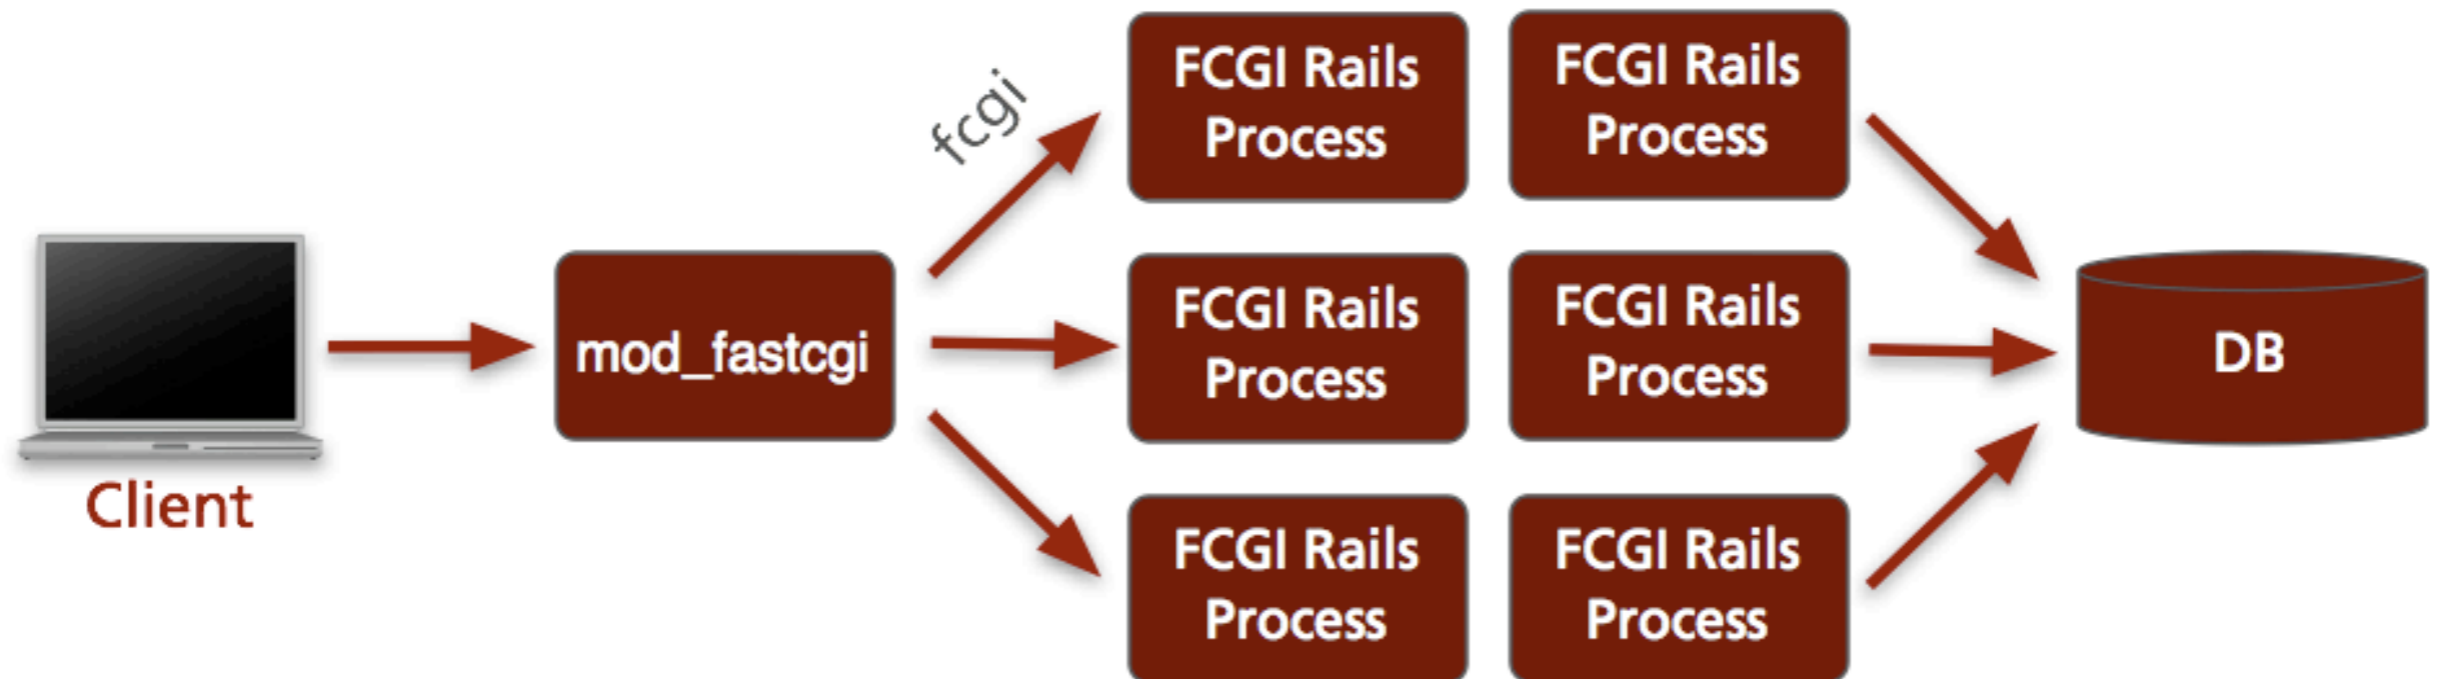 Client
mod_fastcgi
fcgi
FCGI Rails
Process
FCGI Rails
Process
FCGI Rails
Process
FCGI Rails
Process
FCGI Rails
Process
FCGI Rails
Process
DB